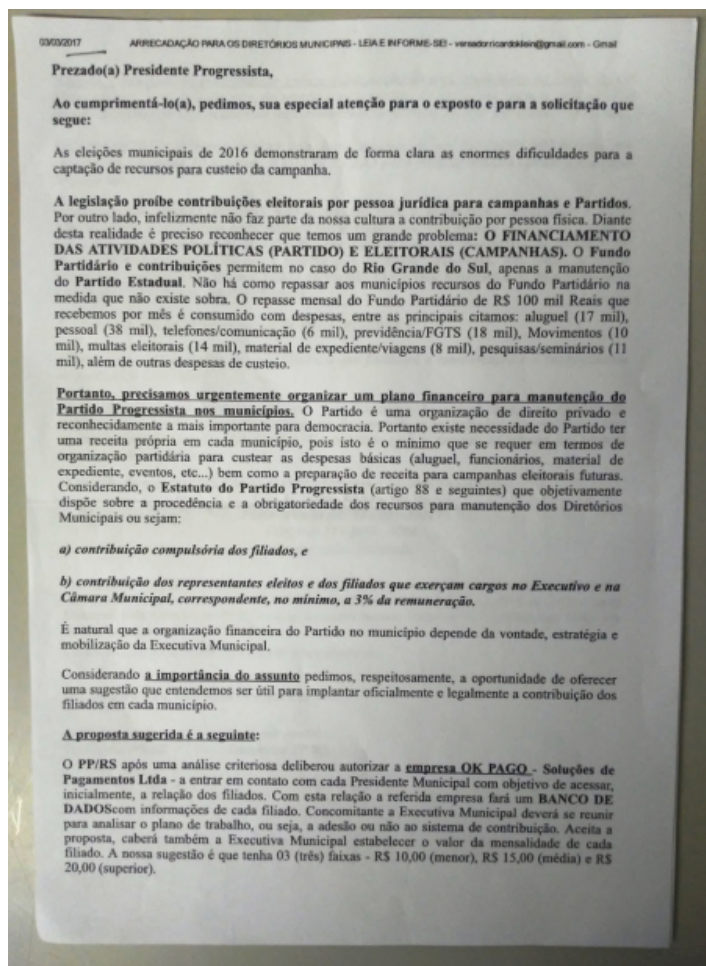 03/03/2017 ARRECADAÇÃO PARA OS DIRETÓRIOS MUNICIPAIS - LEIA E INFORME-SE! - vereadorricardoklein@gmail.com - Gmail
Prezado(a) Presidente Progressista,
Ao cumprimentá-lo(a), pedimos, sua especial atenção para o exposto e para a solicitação que
segue:
As eleições municipais de 2016 demonstraram de forma clara as enormes dificuldades para a
captação de recursos para custeio da campanha.
A legislação proíbe contribuições eleitorais por pessoa jurídica para campanhas e Partidos.
Por outro lado, infelizmente não faz parte da nossa cultura a contribuição por pessoa física. Diante
desta realidade é preciso reconhecer que temos um grande problema: O FINANCIAMENTO
DAS ATIVIDADES POLÍTICAS (PARTIDO) E ELEITORAIS (CAMPANHAS). O Fundo
Partidário e contribuições permitem no caso do Rio Grande do Sul, apenas a manutenção
do Partido Estadual. Não há como repassar aos municípios recursos do Fundo Partidário na
medida que não existe sobra. O repasse mensal do Fundo Partidário de R$ 100 mil Reais que
recebemos por mês é consumido com despesas, entre as principais citamos: aluguel (17 mil),
pessoal (38 mil), telefones/comunicação (6 mil), previdência/FGTS (18 mil), Movimentos (10
mil), multas eleitorais (14 mil), material de expediente/viagens (8 mil), pesquisas/seminários (11
mil), além de outras despesas de custeio.
Portanto, precisamos urgentemente organizar um plano financeiro para manutenção do
Partido Progressista nos municípios. O Partido é uma organização de direito privado e
reconhecidamente a mais importante para democracia. Portanto existe necessidade do Partido ter
uma receita própria em cada município, pois isto é o mínimo que se requer em termos de
organização partidária para custear as despesas básicas (aluguel, funcionários, material de
expediente, eventos, etc...) bem como a preparação de receita para campanhas eleitorais futuras.
Considerando, o Estatuto do Partido Progressista (artigo 88 e seguintes) que objetivamente
dispõe sobre a procedência e a obrigatoriedade dos recursos para manutenção dos Diretórios
Municipais ou sejam:
a) contribuição compulsória dos filiados, e
b) contribuição dos representantes eleitos e dos filiados que exerçam cargos no Executivo e na
Câmara Municipal, correspondente, no mínimo, a 3% da remuneração.
É natural que a organização financeira do Partido no município depende da vontade, estratégia e
mobilização da Executiva Municipal.
Considerando a importância do assunto pedimos, respeitosamente, a oportunidade de oferecer
uma sugestão que entendemos ser útil para implantar oficialmente e legalmente a contribuição dos
filiados em cada município.
A proposta sugerida é a seguinte:
O PP/RS após uma análise criteriosa deliberou autorizar a empresa OK PAGO - Soluções de
Pagamentos Ltda - a entrar em contato com cada Presidente Municipal com objetivo de acessar,
inicialmente, a relação dos filiados. Com esta relação a referida empresa fará um BANCO DE
DADOScom informações de cada filiado. Concomitante a Executiva Municipal deverá se reunir
para analisar o plano de trabalho, ou seja, a adesão ou não ao sistema de contribuição. Aceita a
proposta, caberá também a Executiva Municipal estabelecer o valor da mensalidade de cada
filiado. A nossa sugestão é que tenha 03 (três) faixas - R$ 10,00 (menor), R$ 15,00 (média) e R$
20,00 (superior).